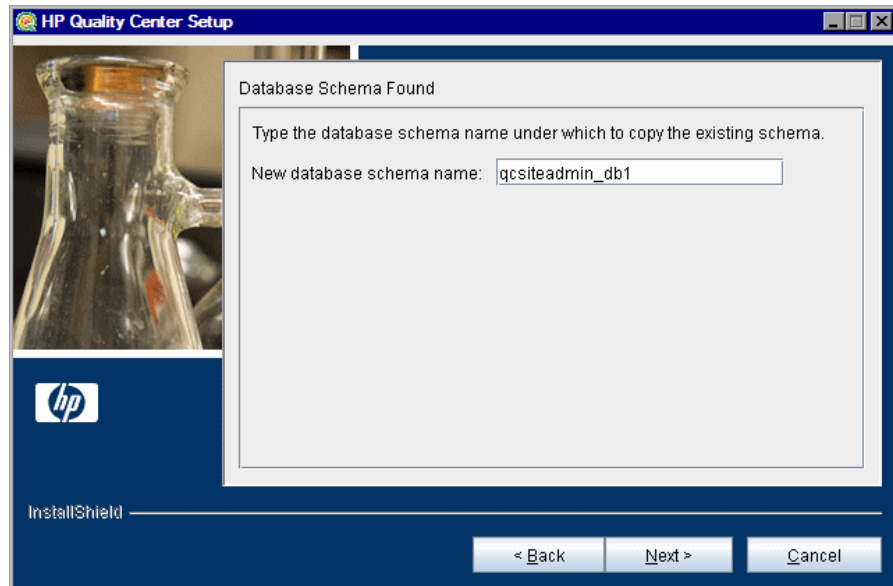 HP Quality Center Setup
Database Schema Found
Type the database schema name under which to copy the existing schema.
New database schema name: qcsiteadmin_db1
hp
InstallShield
< Back Next > Cancel